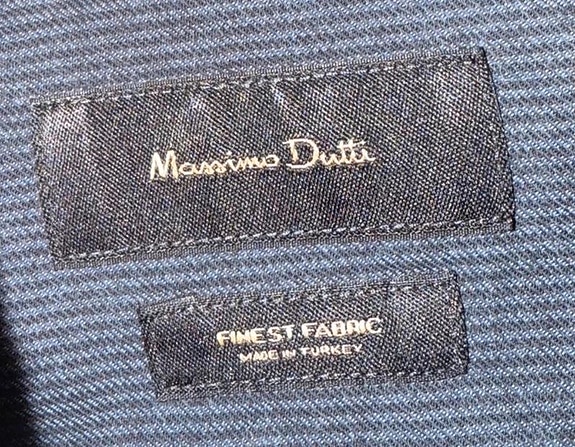 Massimo Dutti
FINEST FABRIC
MADE IN TURKEY